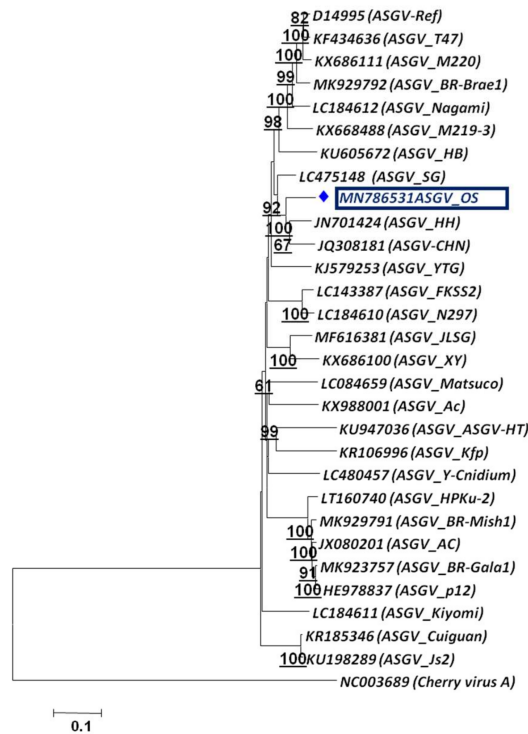 82 D14995 (ASGV-Ref)
100 KF434636 (ASGV_T47)
100 KX686111 (ASGV_M220)
99 MK929792 (ASGV_BR-Brae1)
100 LC184612 (ASGV_Nagami)
98 KX668488 (ASGV_M219-3)
KU605672 (ASGV_HB)
LC475148 (ASGV_SG)
92 MN786531ASGV_OS
100 JN701424 (ASGV_HH)
67 JQ308181 (ASGV-CHN)
KJ579253 (ASGV_YTG)
LC143387 (ASGV_FKSS2)
100 LC184610 (ASGV_N297)
MF616381 (ASGV_JLSG)
100 KX686100 (ASGV_XY)
61 LC084659 (ASGV_Matsuco)
KX988001 (ASGV_Ac)
99 KU947036 (ASGV_ASGV-HT)
KR106996 (ASGV_Kfp)
LC480457 (ASGV_Y-Cnidium)
LT160740 (ASGV_HPKu-2)
100 MK929791 (ASGV_BR-Mish1)
100 JX080201 (ASGV_AC)
91 MK923757 (ASGV_BR-Gala1)
100 HE978837 (ASGV_p12)
LC184611 (ASGV_Kiyomi)
KR185346 (ASGV_Cuiguan)
100 KU198289 (ASGV_Js2)
NC003689 (Cherry virus A)
0.1